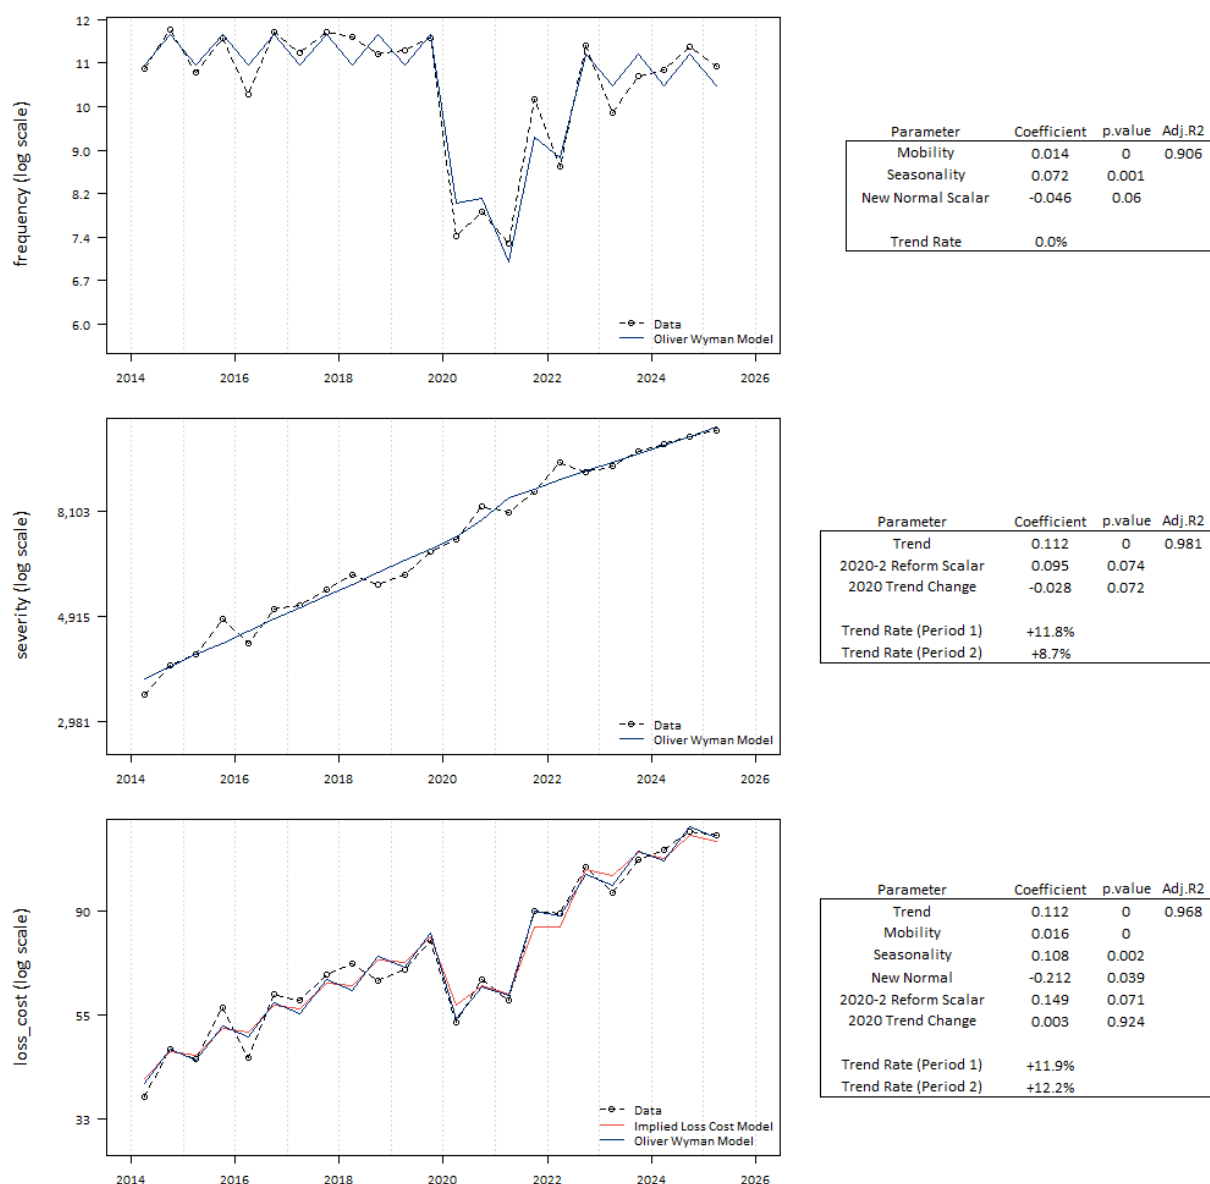 frequency (log scale)
12
11
10
9.0
8.2
7.4
6.7
6.0
Data
Oliver Wyman Model
2014 2016 2018 2020 2022 2024 2026
Parameter Coefficient p.value Adj.R2
Mobility 0.014 0 0.906
Seasonality 0.072 0.001
New Normal Scalar -0.046 0.06
Trend Rate 0.0%
severity (log scale)
8,103
4,915
2,981
Data
Oliver Wyman Model
2014 2016 2018 2020 2022 2024 2026
Parameter Coefficient p.value Adj.R2
Trend 0.112 0 0.981
2020-2 Reform Scalar 0.095 0.074
2020 Trend Change -0.028 0.072
Trend Rate (Period 1) +11.8%
Trend Rate (Period 2) +8.7%
loss_cost (log scale)
90
55
33
Data
Implied Loss Cost Model
Oliver Wyman Model
2014 2016 2018 2020 2022 2024 2026
Parameter Coefficient p.value Adj.R2
Trend 0.112 0 0.968
Mobility 0.016 0
Seasonality 0.108 0.002
New Normal -0.212 0.039
2020-2 Reform Scalar 0.149 0.071
2020 Trend Change 0.003 0.924
Trend Rate (Period 1) +11.9%
Trend Rate (Period 2) +12.2%